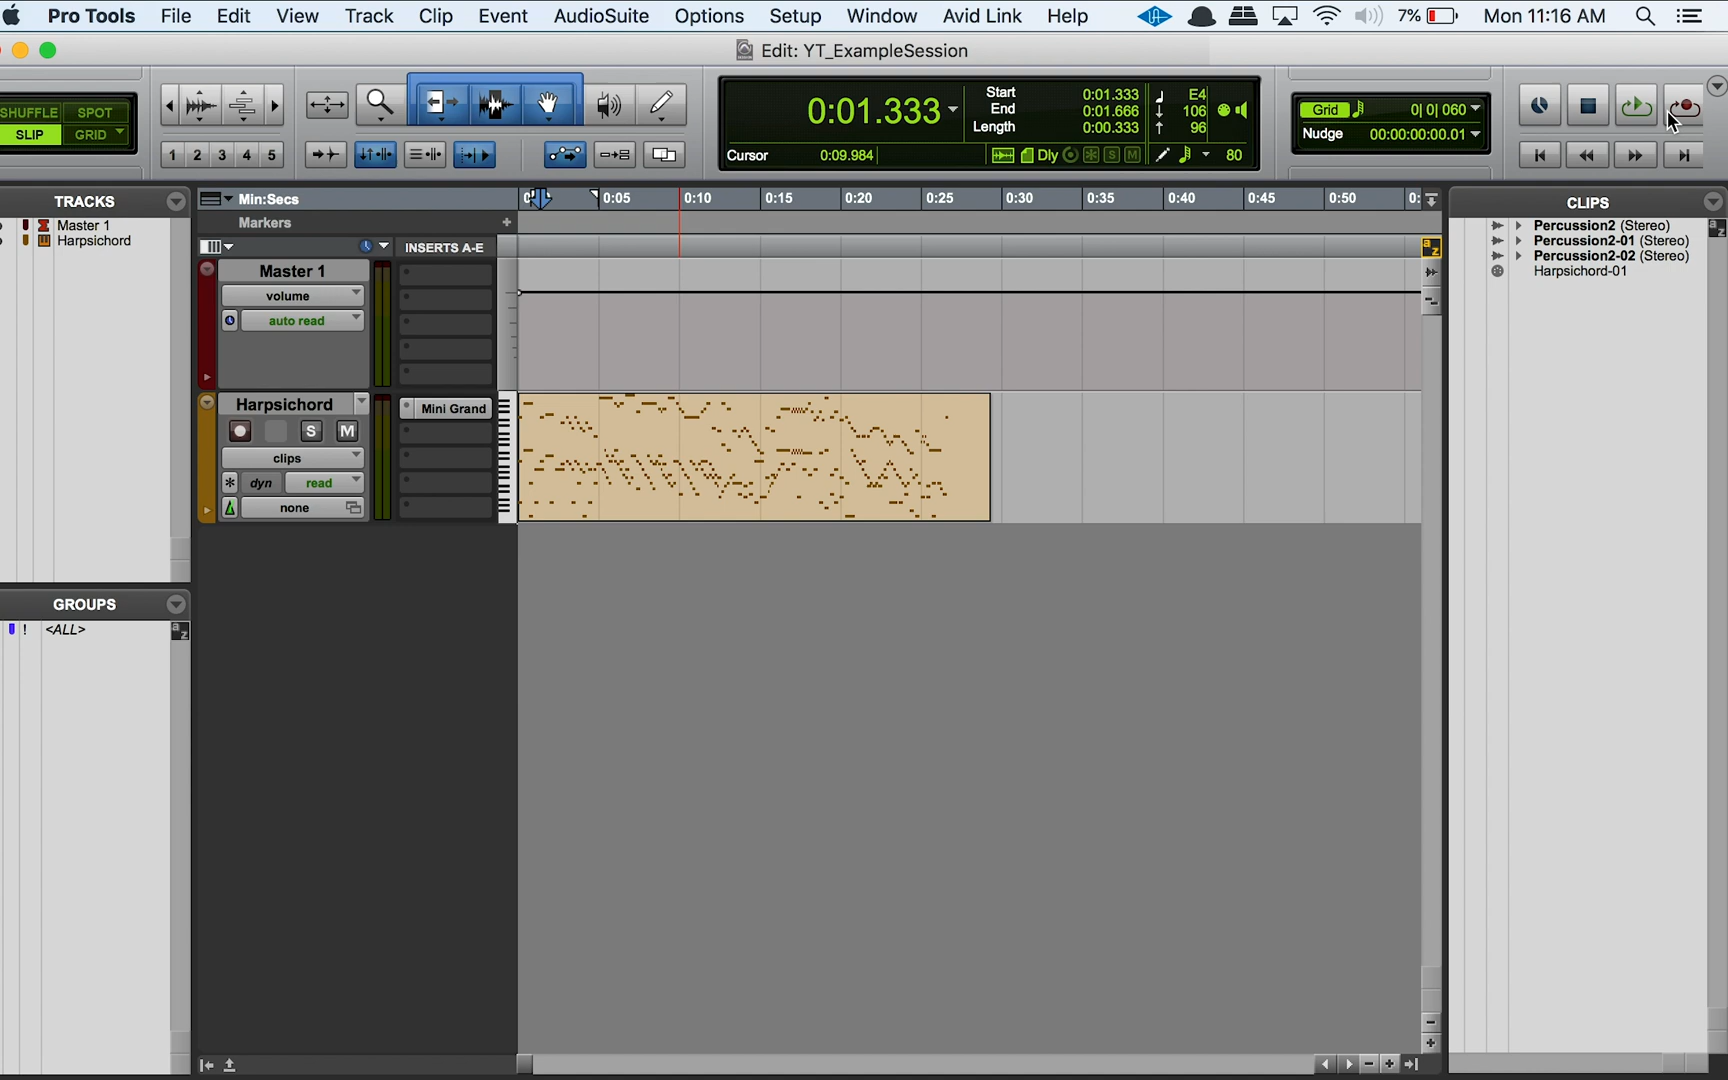 Pro Tools File Edit View Track Clip Event AudioSuite Options Setup Window Avid Link Help 7% Mon 11:16 AM
Edit: YT_ExampleSession
SHUFFLE SPOT
SLIP GRID
1 2 3 4 5
0:01.333
Start 0:01.333
End 0:01.666
Length 0:00.333
E4
106
96
Cursor 0:09.984
Dly S M
80
Grid 0| 0| 060
Nudge 00:00:00:00.01
TRACKS
Master 1
Harpsichord
GROUPS
! <ALL>
a z
Min:Secs 0:05 0:10 0:15 0:20 0:25 0:30 0:35 0:40 0:45 0:50 0:
Markers +
INSERTS A-E
a z
Master 1
volume
auto read
Harpsichord
S M
Mini Grand
clips
dyn read
none
CLIPS
Percussion2 (Stereo)
Percussion2-01 (Stereo)
Percussion2-02 (Stereo)
Harpsichord-01
a z